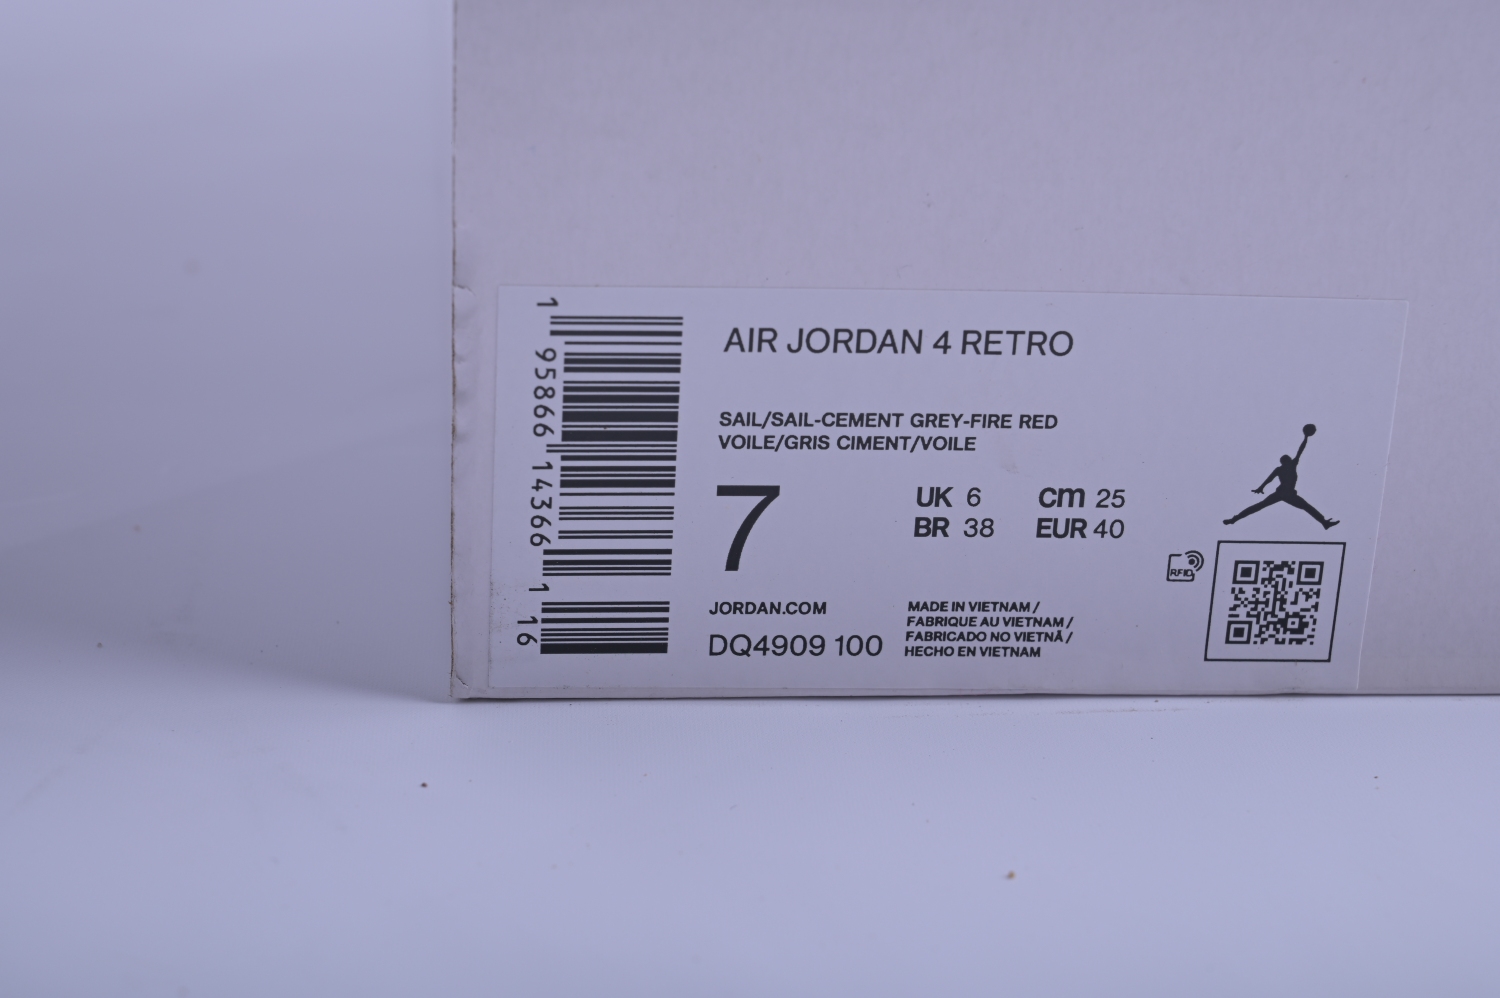 AIR JORDAN 4 RETRO
SAIL/SAIL-CEMENT GREY-FIRE RED
VOILE/GRIS CIMENT/VOILE
7
UK 6 cm 25
BR 38 EUR 40
RFID
JORDAN.COM
DQ4909 100
MADE IN VIETNAM /
FABRIQUE AU VIETNAM /
FABRICADO NO VIETNÃ /
HECHO EN VIETNAM
1 95866 14366 1 16